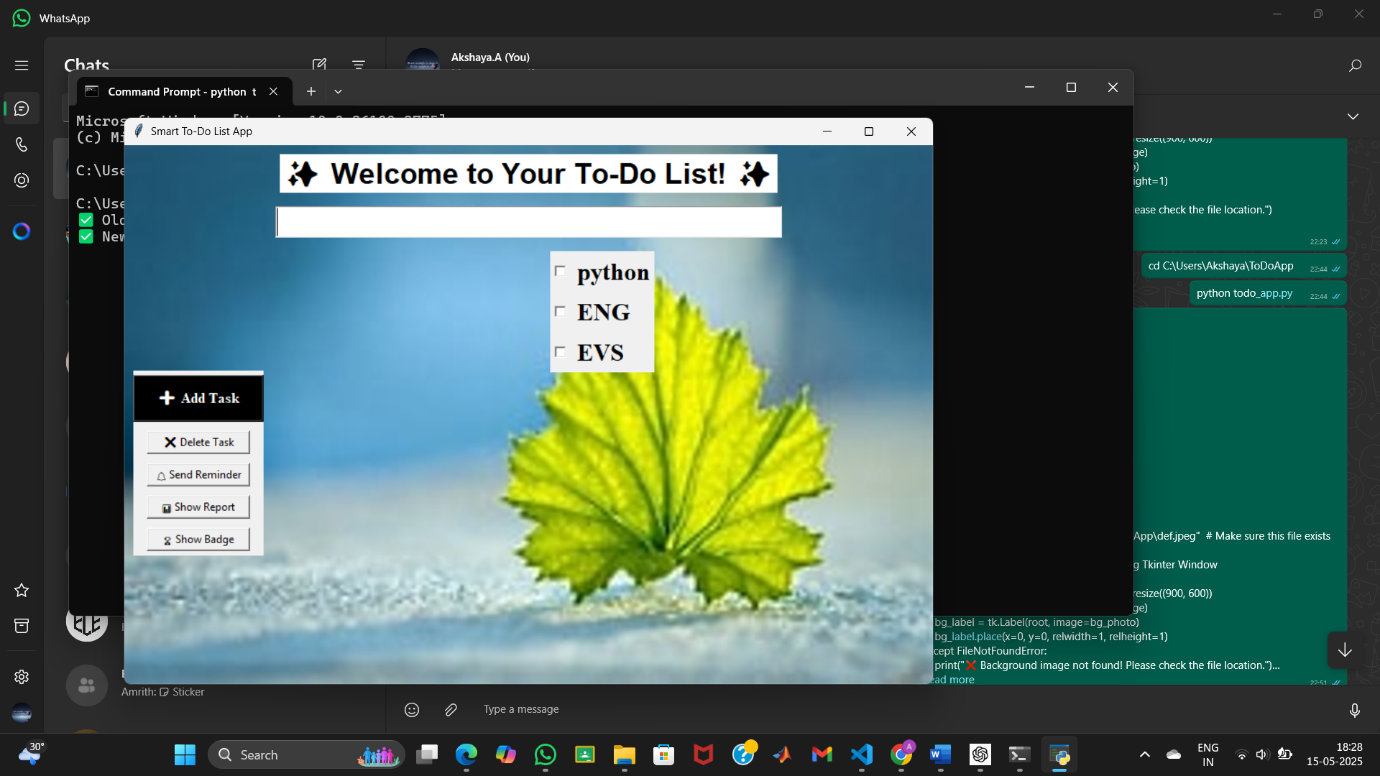 WhatsApp
Chats
Akshaya.A (You)
Command Prompt - python t
(c) Mi
C:\Use
C:\Use
✅ Old
✅ New
Smart To-Do List App
✨ Welcome to Your To-Do List! ✨
python
ENG
EVS
➕ Add Task
❌ Delete Task
🔔 Send Reminder
📊 Show Report
⏳ Show Badge
resize((900, 600))
ge)
o)
eight=1)
ease check the file location.")
22:23
cd C:\Users\Akshaya\ToDoApp
22:44
python todo_app.py
22:44
App\def.jpeg"  # Make sure this file exists
g Tkinter Window
resize((900, 600))
ge)
bg_label = tk.Label(root, image=bg_photo)
bg_label.place(x=0, y=0, relwidth=1, relheight=1)
cept FileNotFoundError:
print("❌ Background image not found! Please check the file location.")...
ead more
22:51
Amrith: Sticker
Type a message
30°
Search
ENG
IN
18:28
15-05-2025